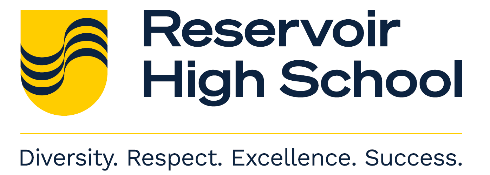 Reservoir
High School
Diversity. Respect. Excellence. Success.